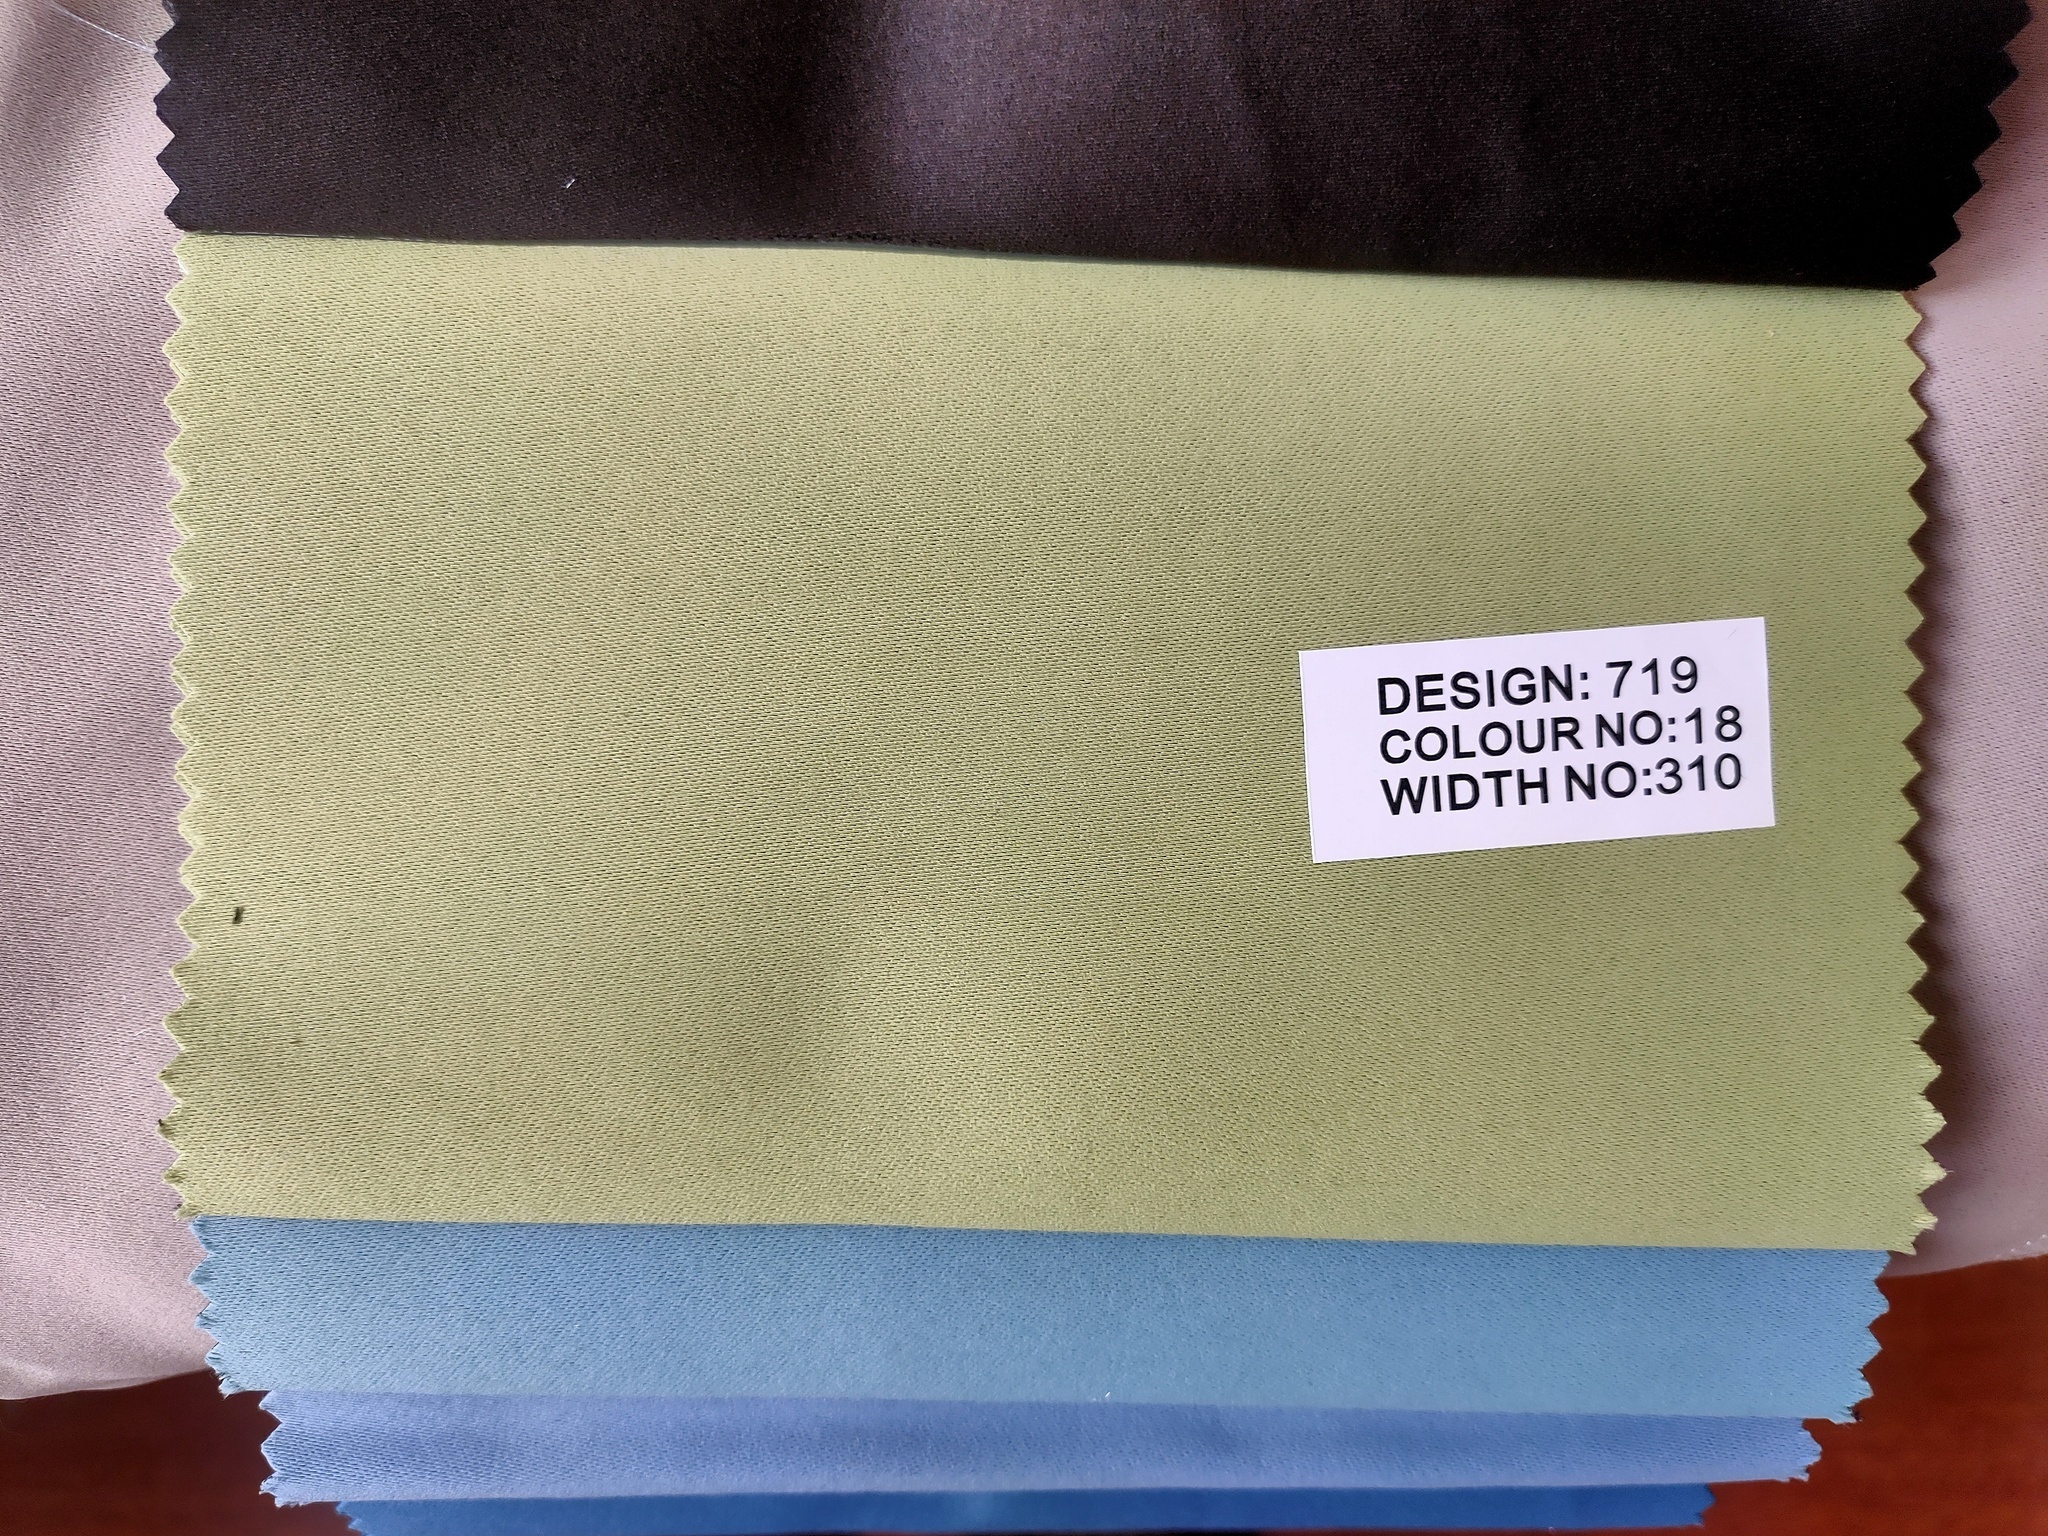 DESIGN: 719
COLOUR NO:18
WIDTH NO:310